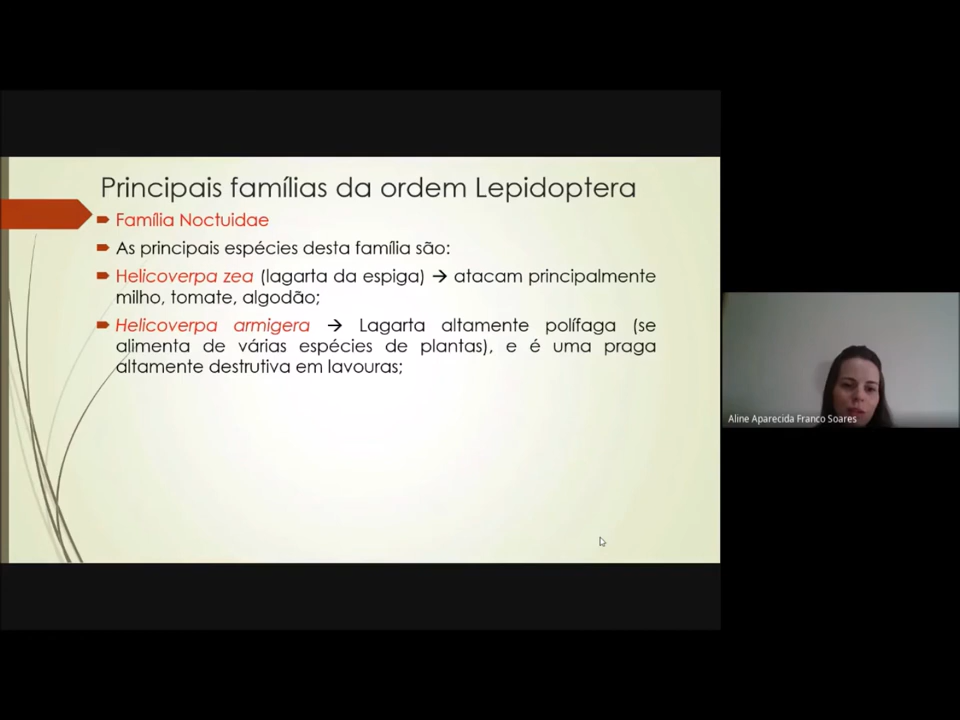 Principais famílias da ordem Lepidoptera
Família Noctuidae
As principais espécies desta família são:
Helicoverpa zea (lagarta da espiga) → atacam principalmente
milho, tomate, algodão;
Helicoverpa armigera → Lagarta altamente polífaga (se
alimenta de várias espécies de plantas), e é uma praga
altamente destrutiva em lavouras;
Aline Aparecida Franco Soares